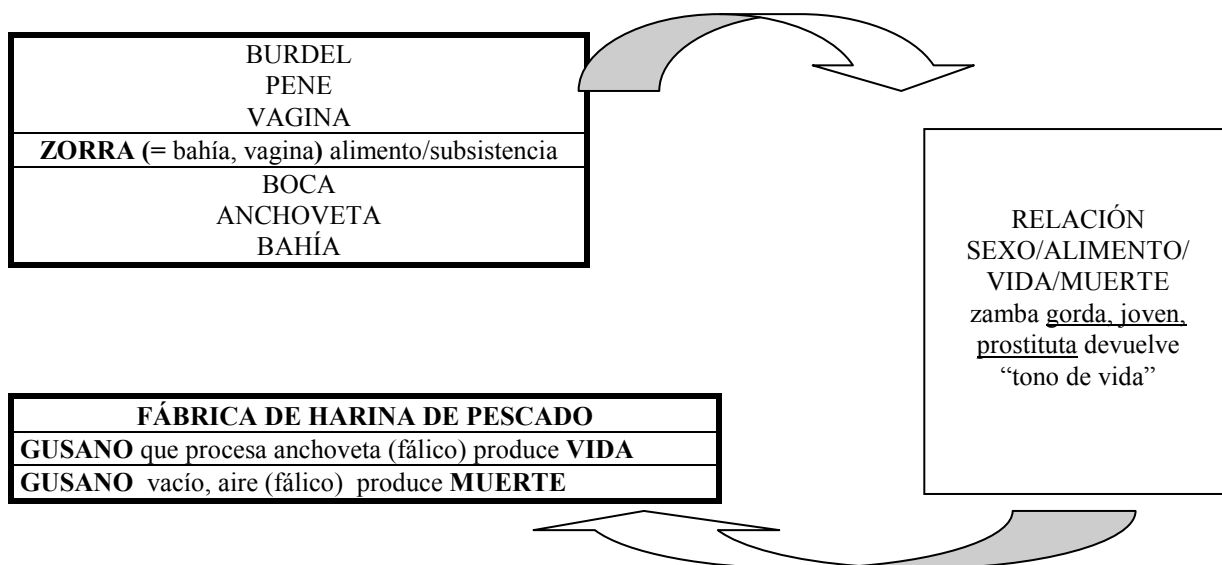 BURDEL
PENE
VAGINA
ZORRA (= bahía, vagina) alimento/subsistencia
BOCA
ANCHOVETA
BAHÍA
RELACIÓN
SEXO/ALIMENTO/
VIDA/MUERTE
zamba gorda, joven,
prostituta devuelve
“tono de vida”
FÁBRICA DE HARINA DE PESCADO
GUSANO que procesa anchoveta (fálico) produce VIDA
GUSANO vacío, aire (fálico) produce MUERTE